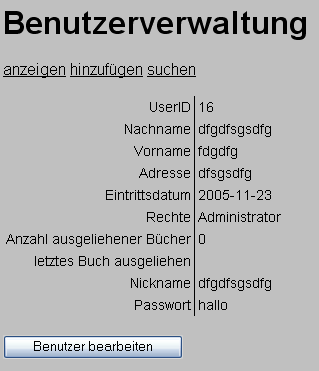 Benutzerverwaltung
anzeigen hinzufügen suchen
UserID 16
Nachname dfgdfsgsdfg
Vorname fdgdfg
Adresse dfsgsdfg
Eintrittsdatum 2005-11-23
Rechte Administrator
Anzahl ausgeliehener Bücher 0
letztes Buch ausgeliehen
Nickname dfgdfsgsdfg
Passwort hallo
Benutzer bearbeiten